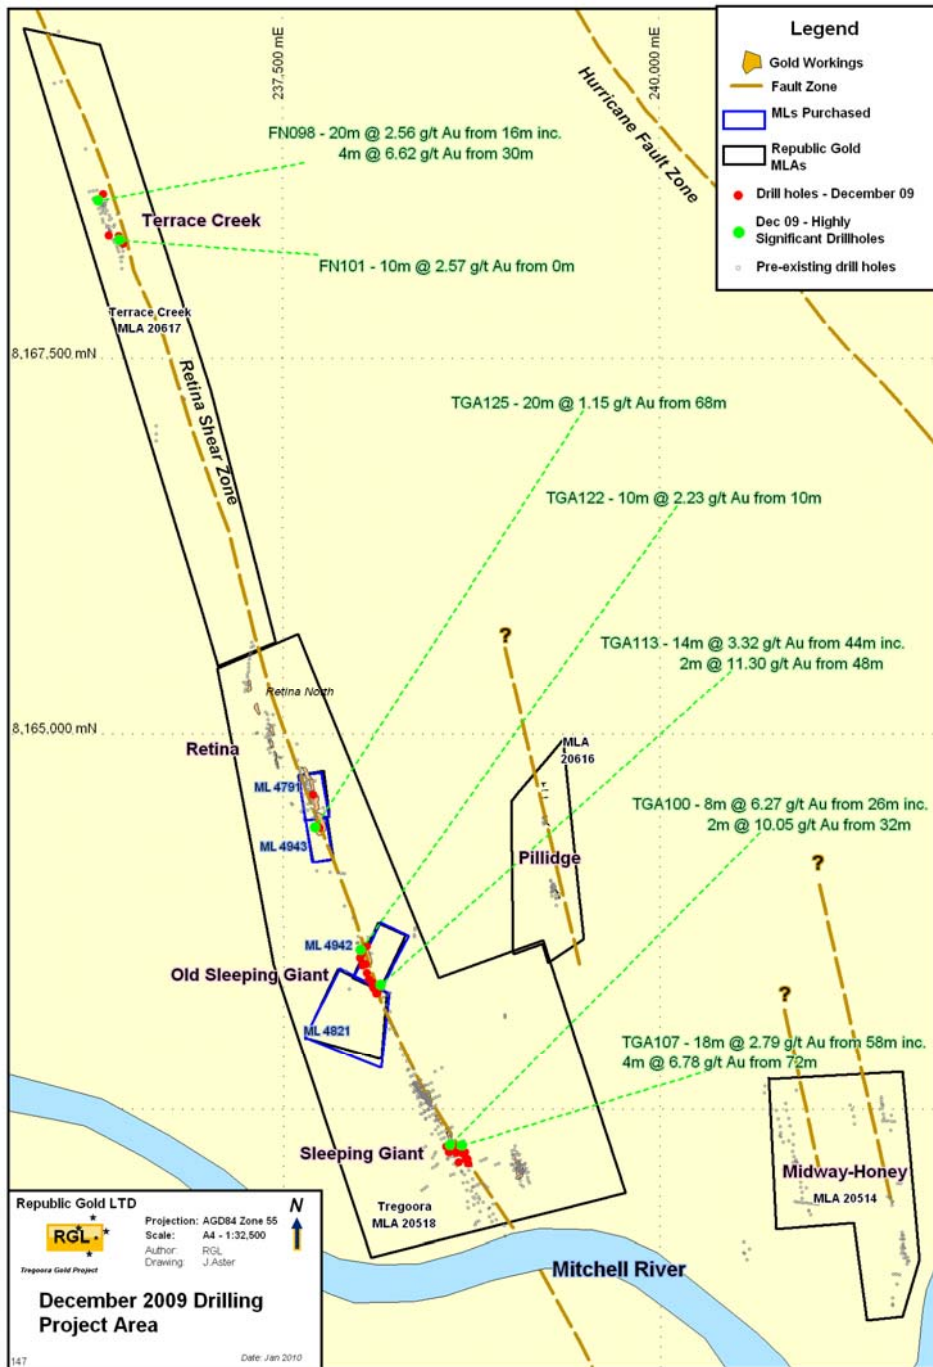 Legend
Gold Workings
Fault Zone
MLs Purchased
Republic Gold
MLAs
Drill holes - December 09
Dec 09 - Highly
Significant Drillholes
Pre-existing drill holes
237,500 mE
240,000 mE
Hurricane Fault Zone
FN098 - 20m @ 2.56 g/t Au from 16m inc.
4m @ 6.62 g/t Au from 30m
Terrace Creek
FN101 - 10m @ 2.57 g/t Au from 0m
Terrace Creek
MLA 20617
8,167,500 mN
Retina Shear Zone
TGA125 - 20m @ 1.15 g/t Au from 68m
TGA122 - 10m @ 2.23 g/t Au from 10m
?
TGA113 - 14m @ 3.32 g/t Au from 44m inc.
2m @ 11.30 g/t Au from 48m
Retina North
8,165,000 mN
Retina
MLA
20616
ML 4791
TGA100 - 8m @ 6.27 g/t Au from 26m inc.
2m @ 10.05 g/t Au from 32m
ML 4943
Pillidge
?
ML 4942
Old Sleeping Giant
?
ML 4821
TGA107 - 18m @ 2.79 g/t Au from 58m inc.
4m @ 6.78 g/t Au from 72m
Sleeping Giant
Midway-Honey
MLA 20514
Tregoora
MLA 20518
Mitchell River
Republic Gold LTD
N
RGL
Tregoora Gold Project
Projection: AGD84 Zone 55
Scale: A4 - 1:32,500
Author: RGL
Drawing: J.Aster
December 2009 Drilling
Project Area
147
Date: Jan 2010